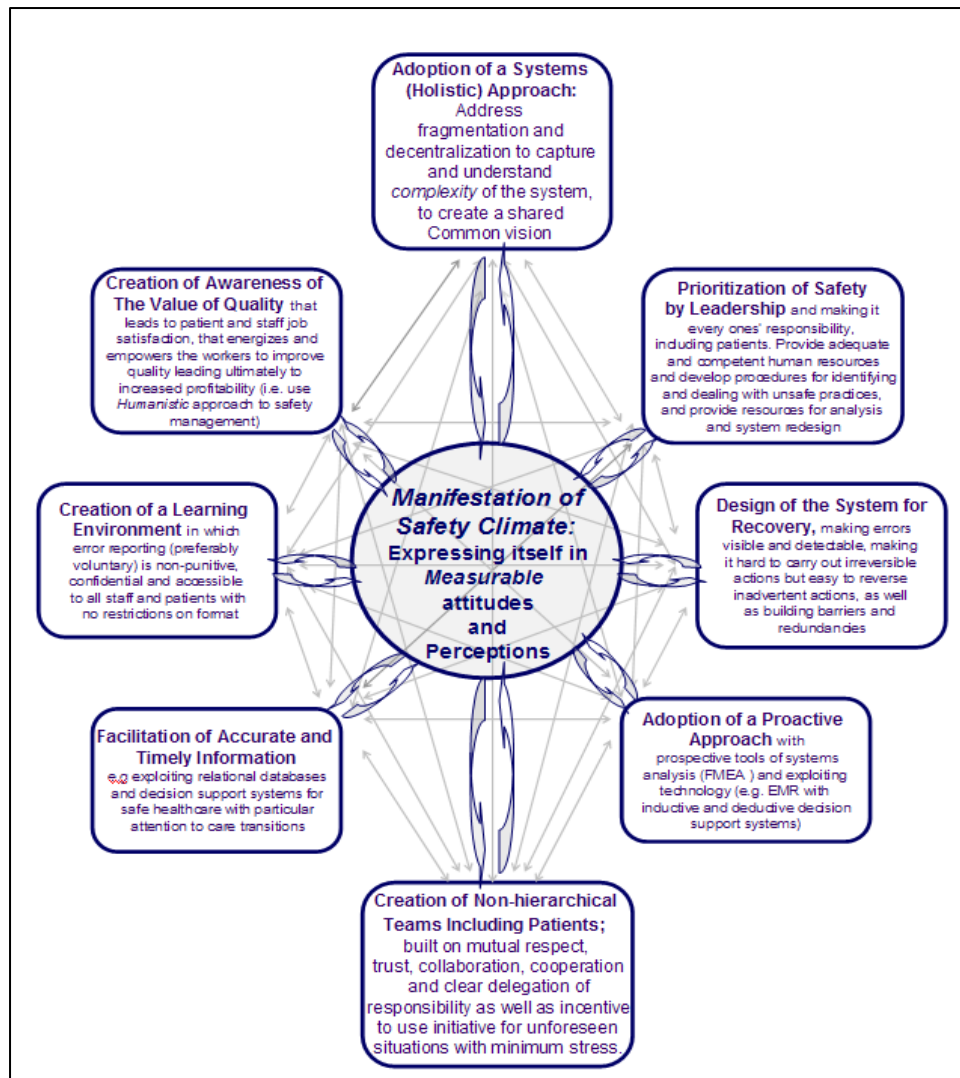 Adoption of a Systems
(Holistic) Approach:
Address
fragmentation and
decentralization to capture
and understand
complexity of the system,
to create a shared
Common vision
Creation of Awareness of
The Value of Quality that
leads to patient and staff job
satisfaction, that energizes and
empowers the workers to improve
quality leading ultimately to
increased profitability (i.e. use
Humanistic approach to safety
management)
Prioritization of Safety
by Leadership and making it
every ones' responsibility,
including patients. Provide adequate
and competent human resources
and develop procedures for identifying
and dealing with unsafe practices,
and provide resources for analysis
and system redesign
Creation of a Learning
Environment in which
error reporting (preferably
voluntary) is non-punitive,
confidential and accessible
to all staff and patients with
no restrictions on format
Manifestation of
Safety Climate:
Expressing itself in
Measurable
attitudes
and
Perceptions
Design of the System for
Recovery, making errors
visible and detectable, making
it hard to carry out irreversible
actions but easy to reverse
inadvertent actions, as well
as building barriers and
redundancies
Facilitation of Accurate and
Timely Information
e.g exploiting relational databases
and decision support systems for
safe healthcare with particular
attention to care transitions
Adoption of a Proactive
Approach with
prospective tools of systems
analysis (FMEA ) and exploiting
technology (e.g. EMR with
inductive and deductive decision
support systems)
Creation of Non-hierarchical
Teams Including Patients;
built on mutual respect,
trust, collaboration, cooperation
and clear delegation of
responsibility as well as incentive
to use initiative for unforeseen
situations with minimum stress.